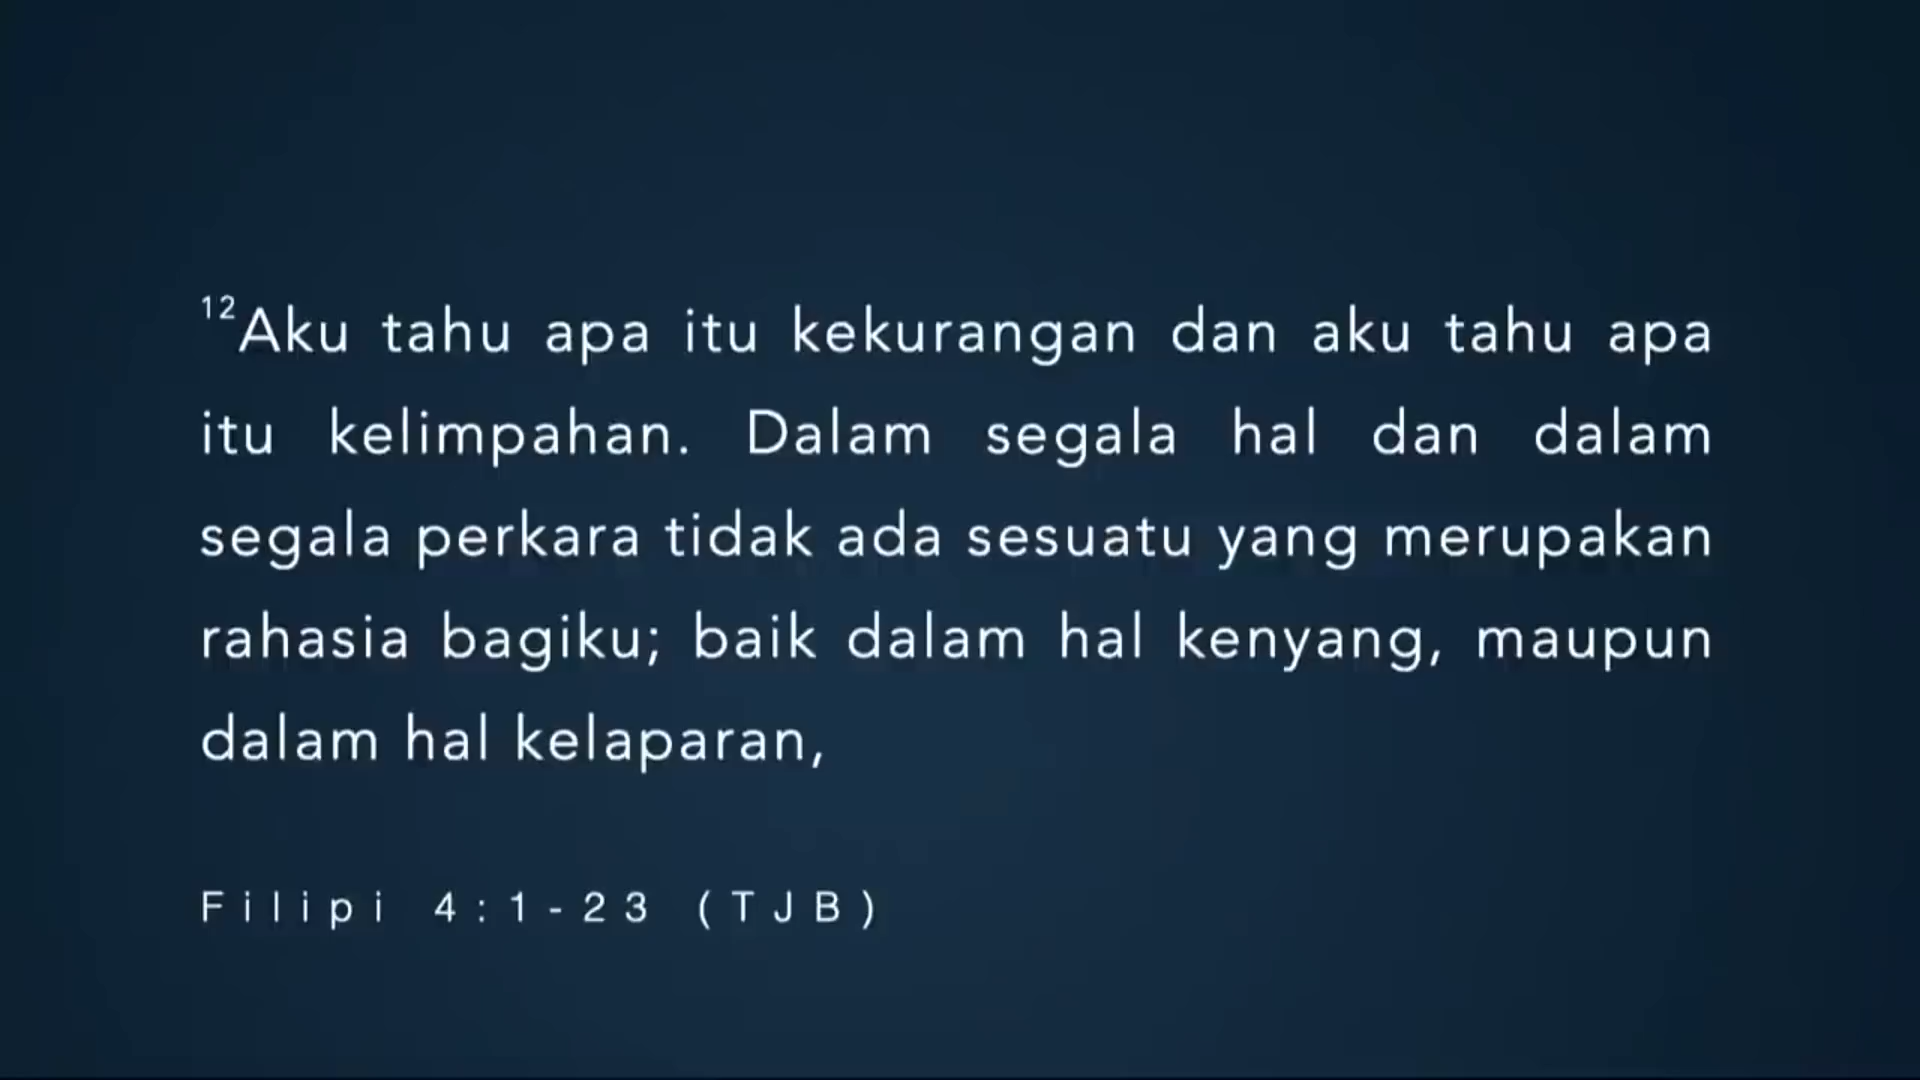 12Aku tahu apa itu kekurangan dan aku tahu apa
itu kelimpahan. Dalam segala hal dan dalam
segala perkara tidak ada sesuatu yang merupakan
rahasia bagiku; baik dalam hal kenyang, maupun
dalam hal kelaparan,
Filipi 4:1-23 (TJB)